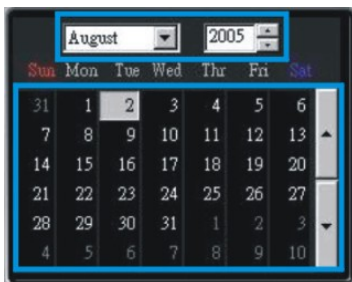 August 2005
Sun Mon Tue Wed Thr Fri Sat
31 1 2 3 4 5 6
7 8 9 10 11 12 13
14 15 16 17 18 19 20
21 22 23 24 25 26 27
28 29 30 31 1 2 3
4 5 6 7 8 9 10